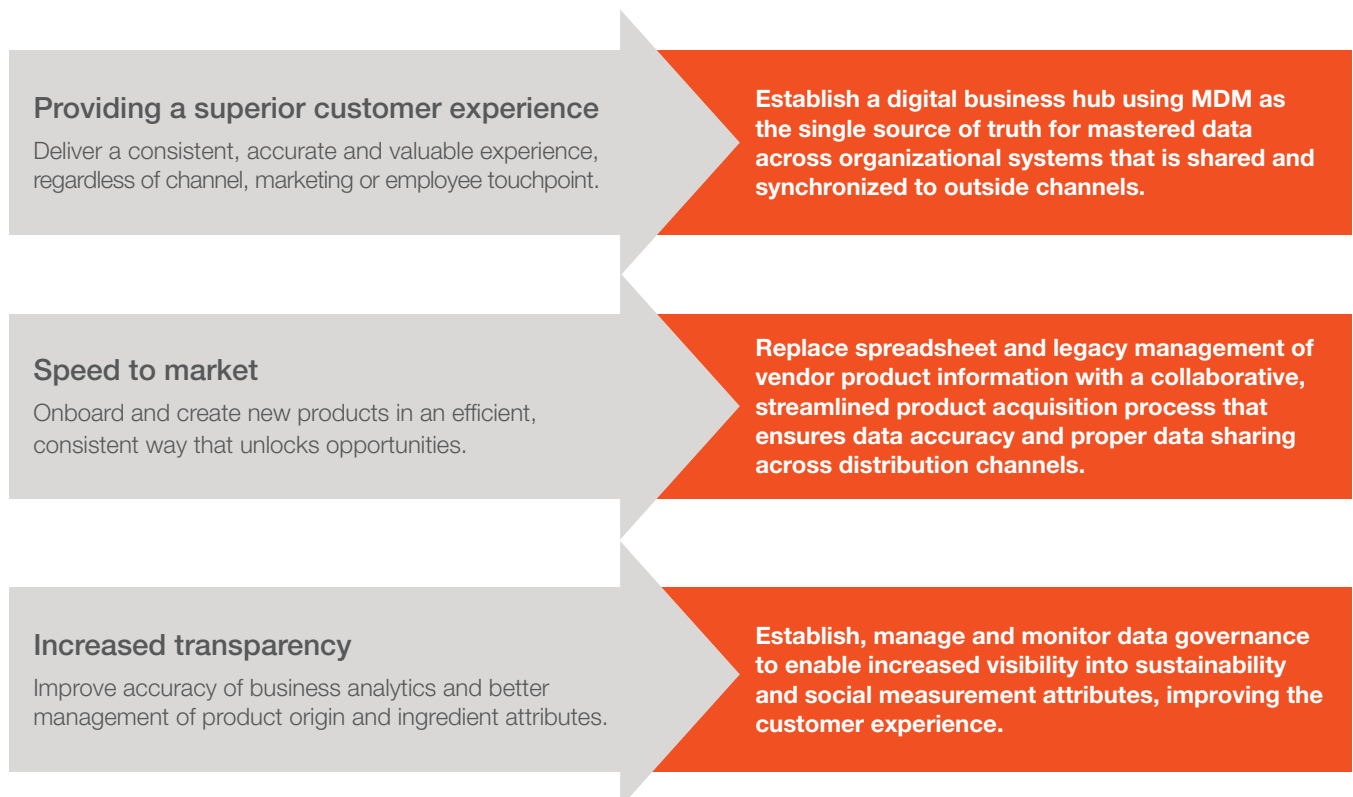 Providing a superior customer experience
Deliver a consistent, accurate and valuable experience,
regardless of channel, marketing or employee touchpoint.
Establish a digital business hub using MDM as
the single source of truth for mastered data
across organizational systems that is shared and
synchronized to outside channels.
Speed to market
Onboard and create new products in an efficient,
consistent way that unlocks opportunities.
Replace spreadsheet and legacy management of
vendor product information with a collaborative,
streamlined product acquisition process that
ensures data accuracy and proper data sharing
across distribution channels.
Increased transparency
Improve accuracy of business analytics and better
management of product origin and ingredient attributes.
Establish, manage and monitor data governance
to enable increased visibility into sustainability
and social measurement attributes, improving the
customer experience.